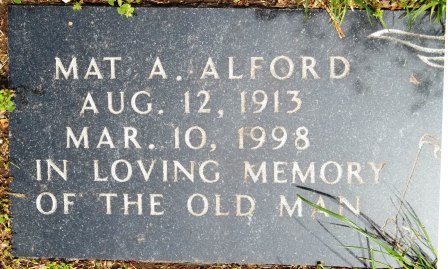 MAT A. ALFORD
AUG. 12, 1913
MAR. 10, 1998
IN LOVING MEMORY
OF THE OLD MAN